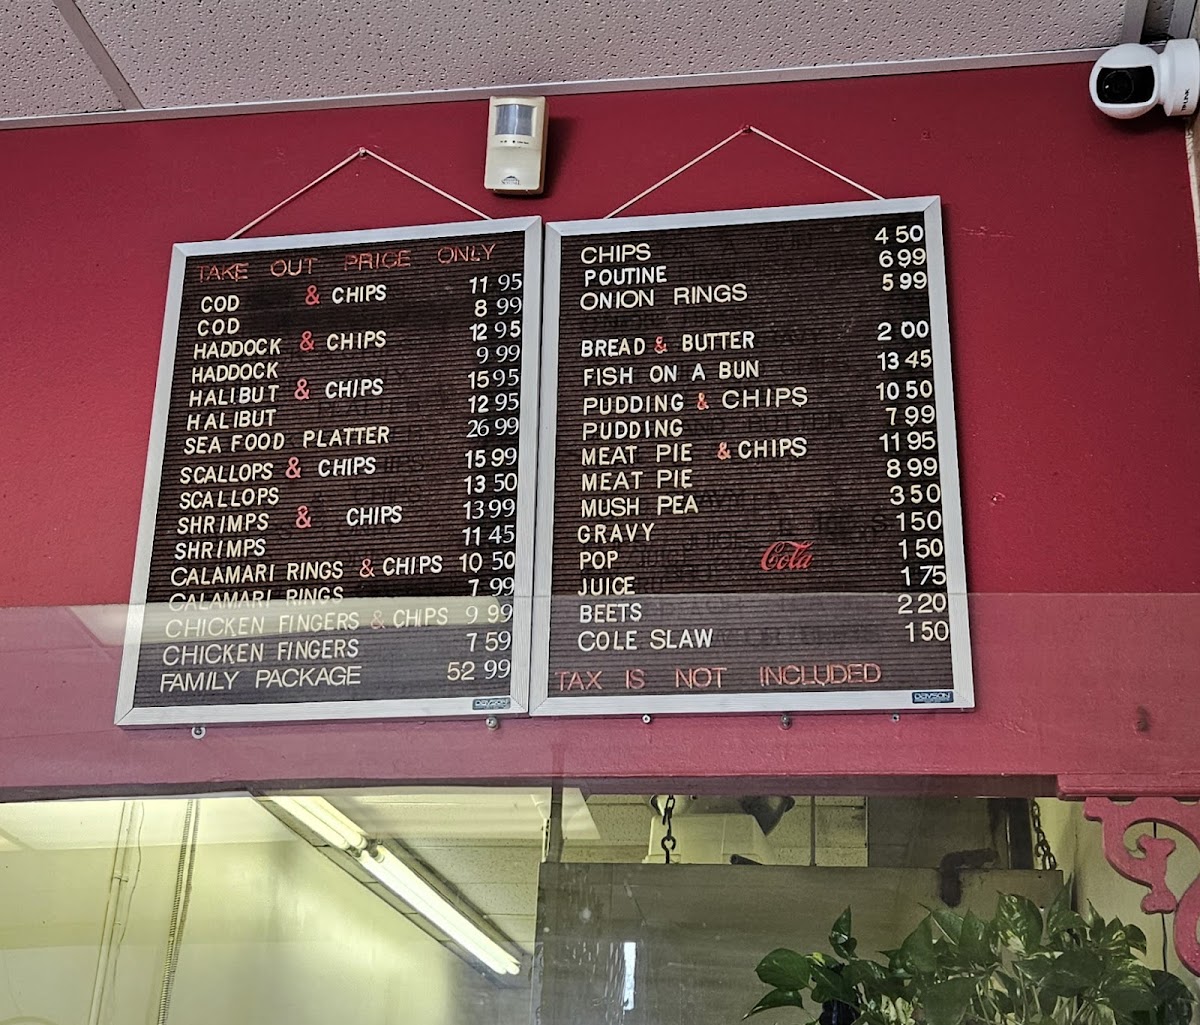 TAKE OUT PRICE ONLY
COD & CHIPS 11 95
COD 8 99
HADDOCK & CHIPS 12 95
HADDOCK 9 99
HALIBUT & CHIPS 15 95
HALIBUT 12 95
SEA FOOD PLATTER 26 99
SCALLOPS & CHIPS 15 99
SCALLOPS 13 50
SHRIMPS & CHIPS 13 99
SHRIMPS 11 45
CALAMARI RINGS & CHIPS 10 50
CALAMARI RINGS 7 99
CHICKEN FINGERS & CHIPS 9 99
CHICKEN FINGERS 7 59
FAMILY PACKAGE 52 99
DAYSON
CHIPS 4 50
POUTINE 6 99
ONION RINGS 5 99
BREAD & BUTTER 2 00
FISH ON A BUN 13 45
PUDDING & CHIPS 10 50
PUDDING 7 99
MEAT PIE & CHIPS 11 95
MEAT PIE 8 99
MUSH PEA 3 50
GRAVY 1 50
POP Cola 1 50
JUICE 1 75
BEETS 2 20
COLE SLAW 1 50
TAX IS NOT INCLUDED
DAYSON